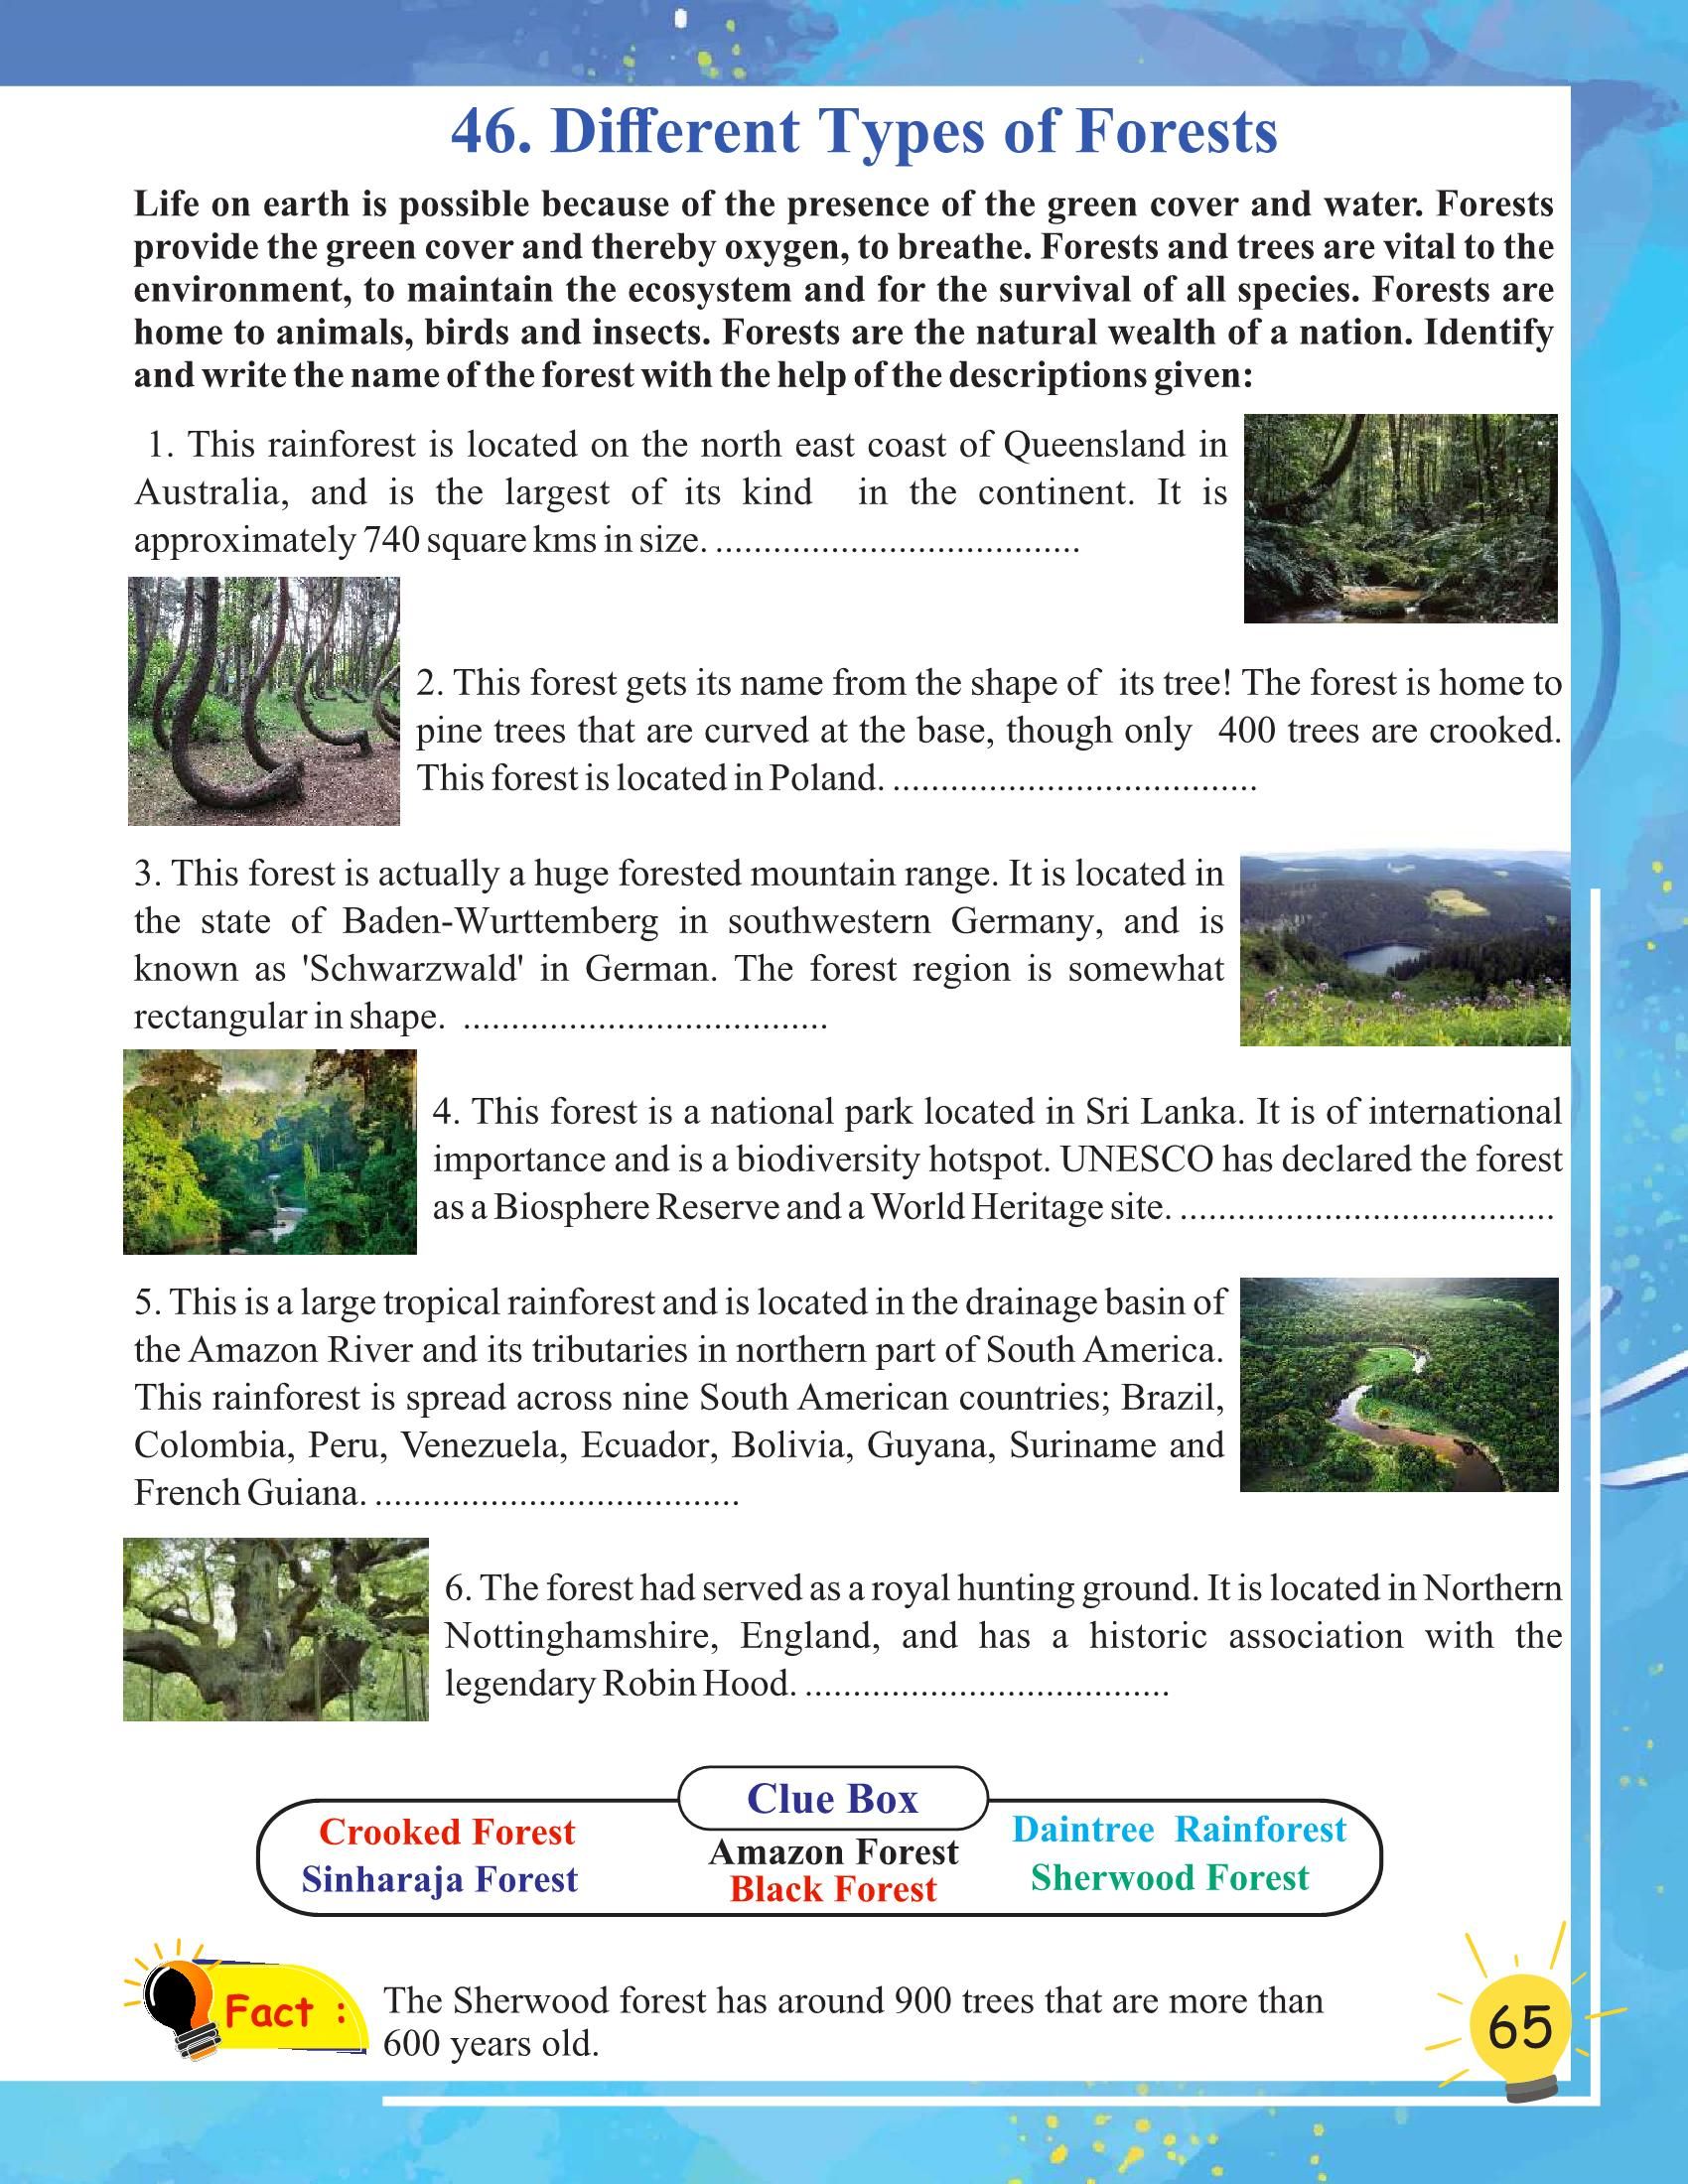 46. Different Types of Forests
Life on earth is possible because of the presence of the green cover and water. Forests
provide the green cover and thereby oxygen, to breathe. Forests and trees are vital to the
environment, to maintain the ecosystem and for the survival of all species. Forests are
home to animals, birds and insects. Forests are the natural wealth of a nation. Identify
and write the name of the forest with the help of the descriptions given:
1. This rainforest is located on the north east coast of Queensland in
Australia, and is the largest of its kind in the continent. It is
approximately 740 square kms in size. ......................................
2. This forest gets its name from the shape of its tree! The forest is home to
pine trees that are curved at the base, though only 400 trees are crooked.
This forest is located in Poland. ......................................
3. This forest is actually a huge forested mountain range. It is located in
the state of Baden-Wurttemberg in southwestern Germany, and is
known as 'Schwarzwald' in German. The forest region is somewhat
rectangular in shape. ......................................
4. This forest is a national park located in Sri Lanka. It is of international
importance and is a biodiversity hotspot. UNESCO has declared the forest
as a Biosphere Reserve and a World Heritage site. .......................................
5. This is a large tropical rainforest and is located in the drainage basin of
the Amazon River and its tributaries in northern part of South America.
This rainforest is spread across nine South American countries; Brazil,
Colombia, Peru, Venezuela, Ecuador, Bolivia, Guyana, Suriname and
French Guiana. ......................................
6. The forest had served as a royal hunting ground. It is located in Northern
Nottinghamshire, England, and has a historic association with the
legendary Robin Hood. ......................................
Clue Box
Crooked Forest
Sinharaja Forest
Amazon Forest
Black Forest
Daintree Rainforest
Sherwood Forest
Fact :
The Sherwood forest has around 900 trees that are more than
600 years old.
65